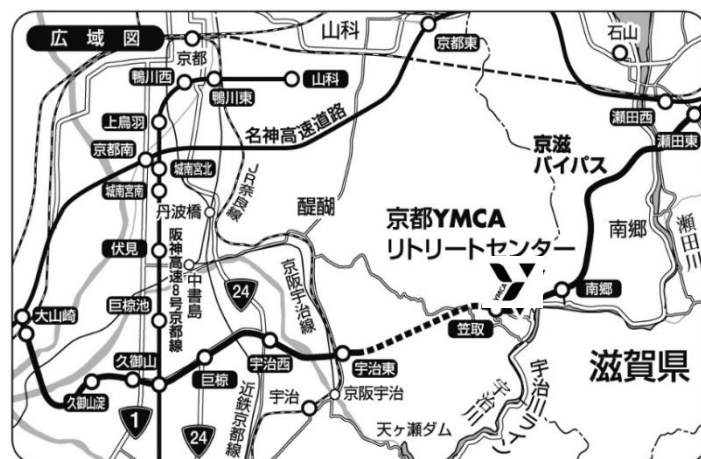 広域図
山科
京都
京都東
石山
鴨川西
鴨川東
山科
上鳥羽
名神高速道路
瀬田西
瀬田東
京都南
城南宮北
城南宮南
JR奈良線
京滋
バイパス
丹波橋
醍醐
京都YMCA
リトリートセンター
南郷
瀬田川
伏見
阪神高速8号京都線
中書島
24
京阪宇治線
YMCA
南郷
大山崎
巨椋池
笠取
久御山
巨椋
宇治西
宇治東
滋賀県
久御山淀
1
24
近鉄京都線
宇治
京阪宇治
宇治川
宇治川ライン
天ヶ瀬ダム